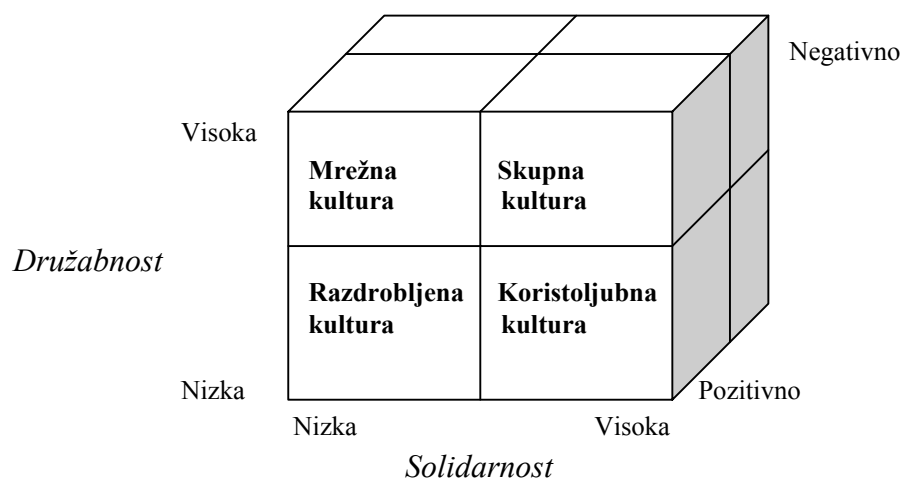 Negativno
Visoka
Mrežna
kultura
Skupna
kultura
Družabnost
Razdrobljena
kultura
Koristoljubna
kultura
Nizka
Pozitivno
Nizka
Visoka
Solidarnost